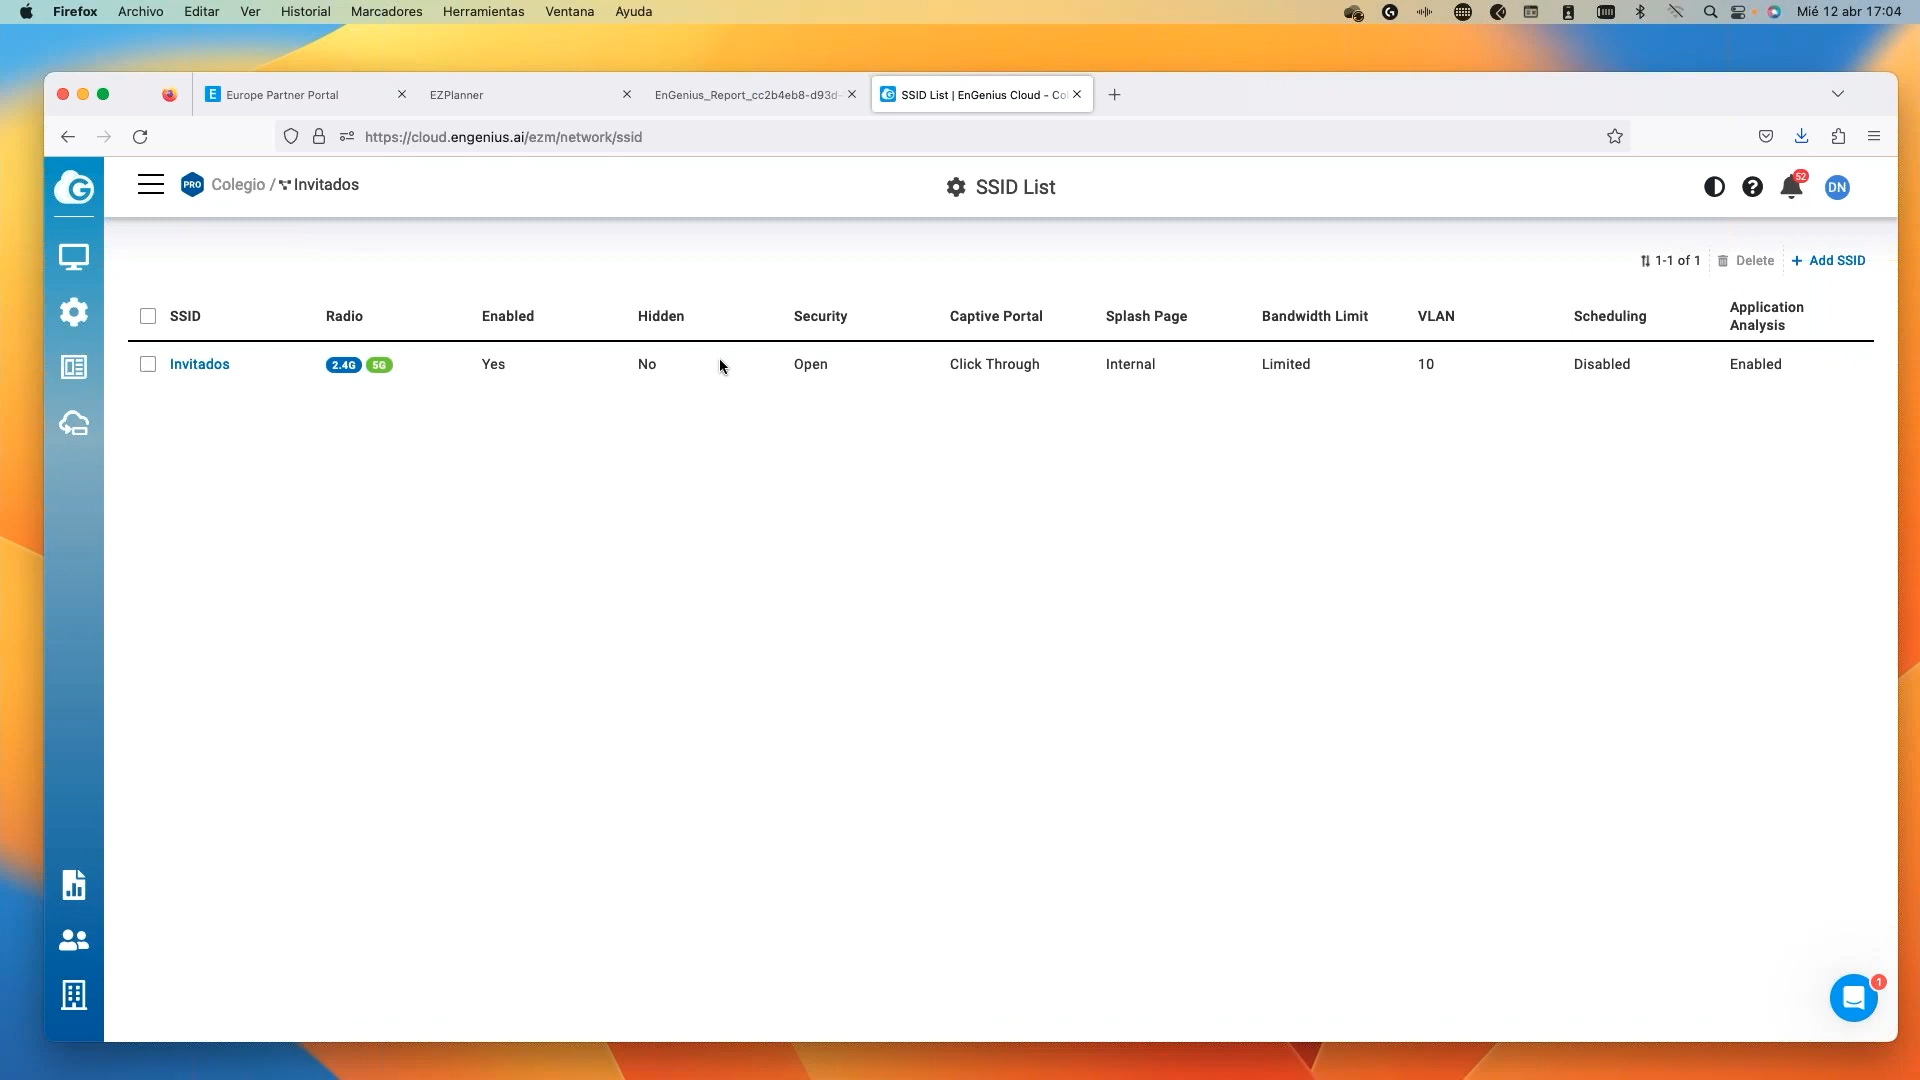 Firefox Archivo Editar Ver Historial Marcadores Herramientas Ventana Ayuda Mié 12 abr 17:04
E Europe Partner Portal EZPlanner EnGenius_Report_cc2b4eb8-d93d- SSID List | EnGenius Cloud - Co
https://cloud.engenius.ai/ezm/network/ssid
PRO Colegio / Invitados SSID List 52 DN
1-1 of 1 Delete + Add SSID
SSID Radio Enabled Hidden Security Captive Portal Splash Page Bandwidth Limit VLAN Scheduling Application Analysis
Invitados 2.4G 5G Yes No Open Click Through Internal Limited 10 Disabled Enabled
1